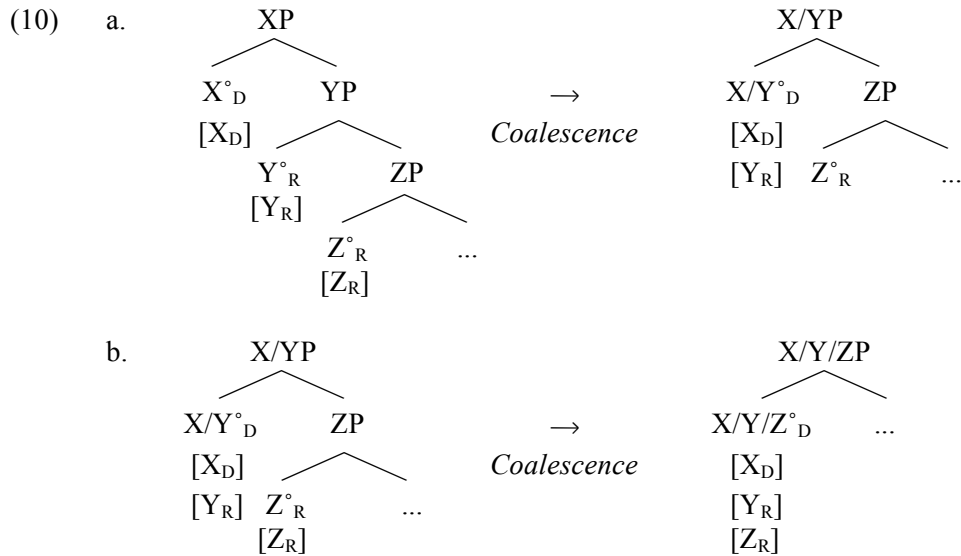 (10) a. XP X/YP
X°D YP → X/Y°D ZP
[XD] Coalescence [XD]
Y°R ZP [YR] Z°R ...
[YR]
Z°R ...
[ZR]
b. X/YP X/Y/ZP
X/Y°D ZP → X/Y/Z°D ...
[XD] Coalescence [XD]
[YR] Z°R ... [YR]
[ZR] [ZR]